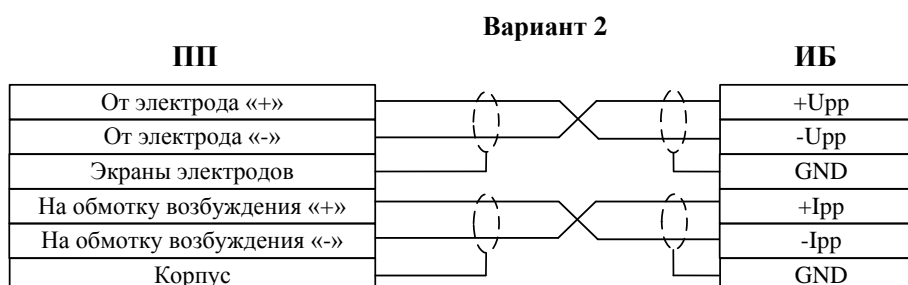 Вариант 2
ПП
ИБ
От электрода «+»
+Upp
От электрода «-»
-Upp
Экраны электродов
GND
На обмотку возбуждения «+»
+Ipp
На обмотку возбуждения «-»
-Ipp
Корпус
GND